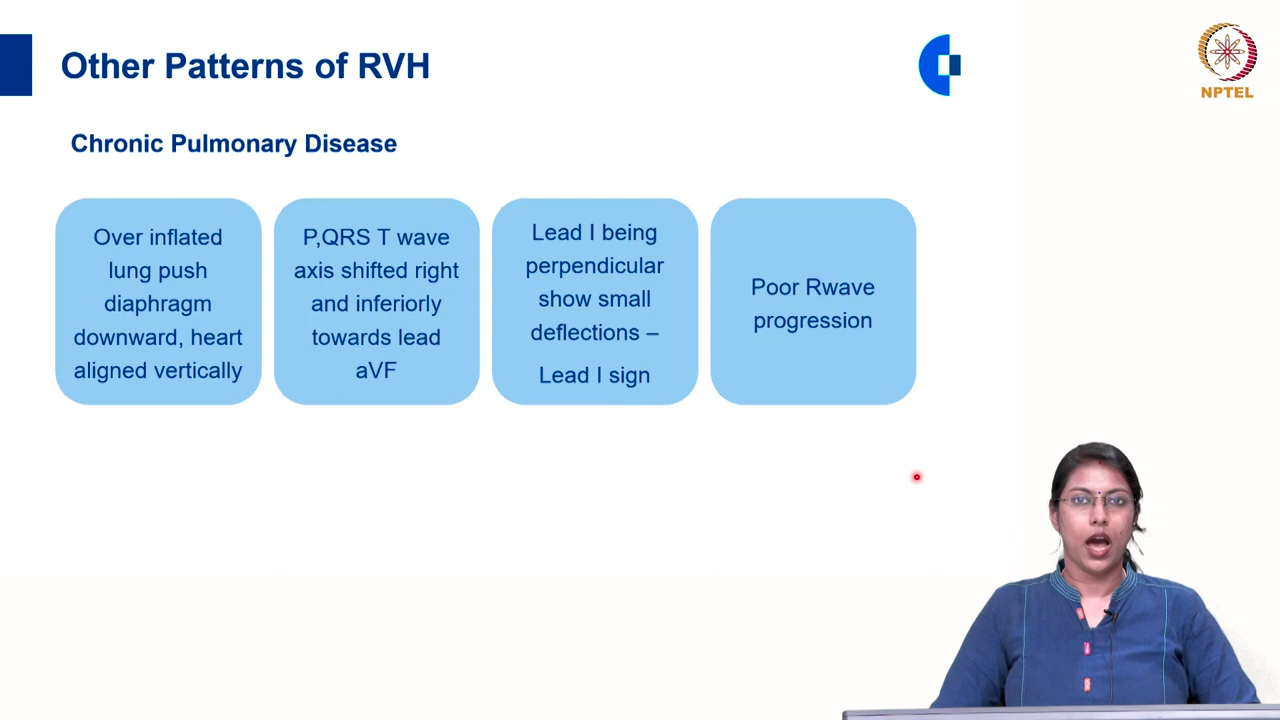 Other Patterns of RVH
NPTEL
Chronic Pulmonary Disease
Over inflated
lung push
diaphragm
downward, heart
aligned vertically
P,QRS T wave
axis shifted right
and inferiorly
towards lead
aVF
Lead I being
perpendicular
show small
deflections –
Lead I sign
Poor Rwave
progression